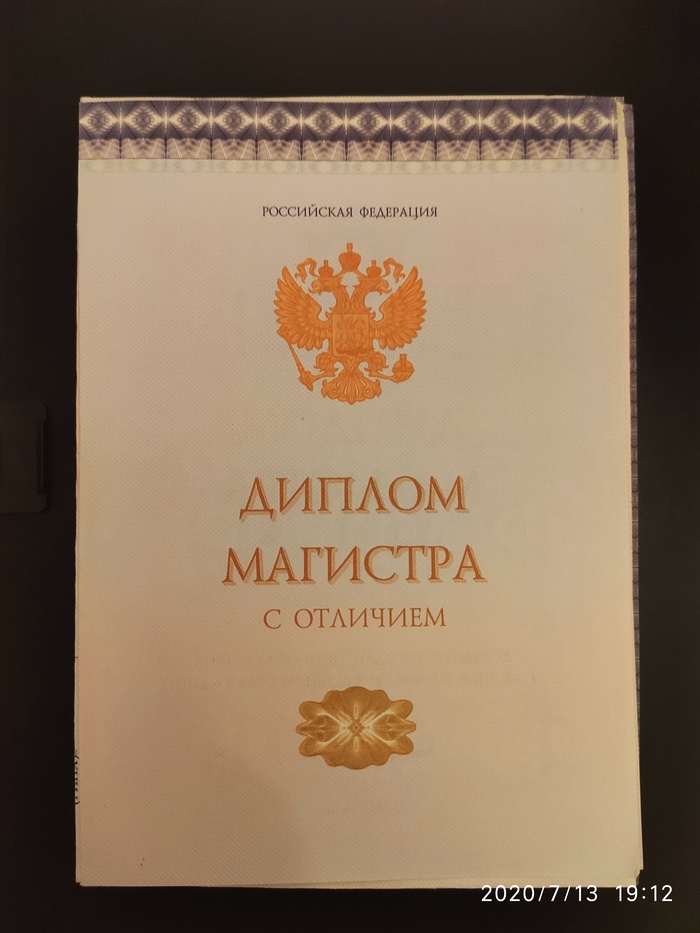 РОССИЙСКАЯ ФЕДЕРАЦИЯ
ДИПЛОМ
МАГИСТРА
С ОТЛИЧИЕМ
2020/7/13 19:12